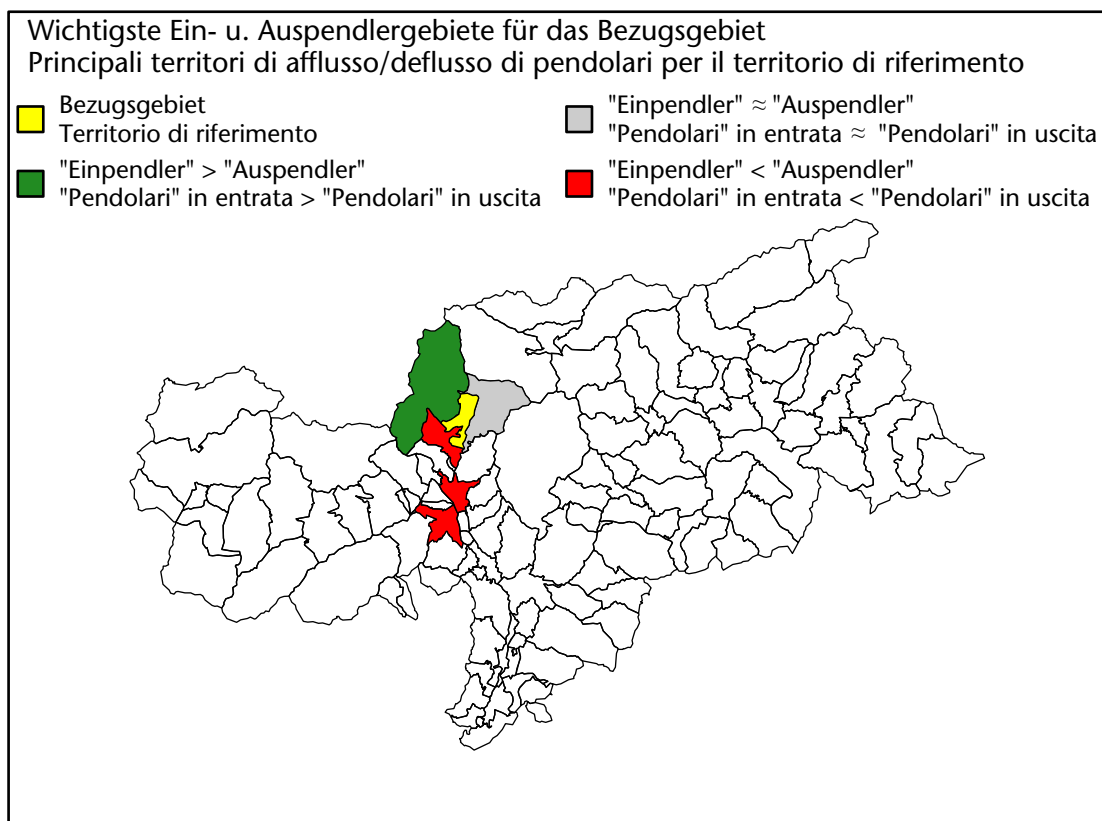 Wichtigste Ein- u. Auspendlergebiete für das Bezugsgebiet
Principali territori di afflusso/deflusso di pendolari per il territorio di riferimento
Bezugsgebiet
Territorio di riferimento
"Einpendler" > "Auspendler"
"Pendolari" in entrata > "Pendolari" in uscita
"Einpendler" ≈ "Auspendler"
"Pendolari" in entrata ≈ "Pendolari" in uscita
"Einpendler" < "Auspendler"
"Pendolari" in entrata < "Pendolari" in uscita